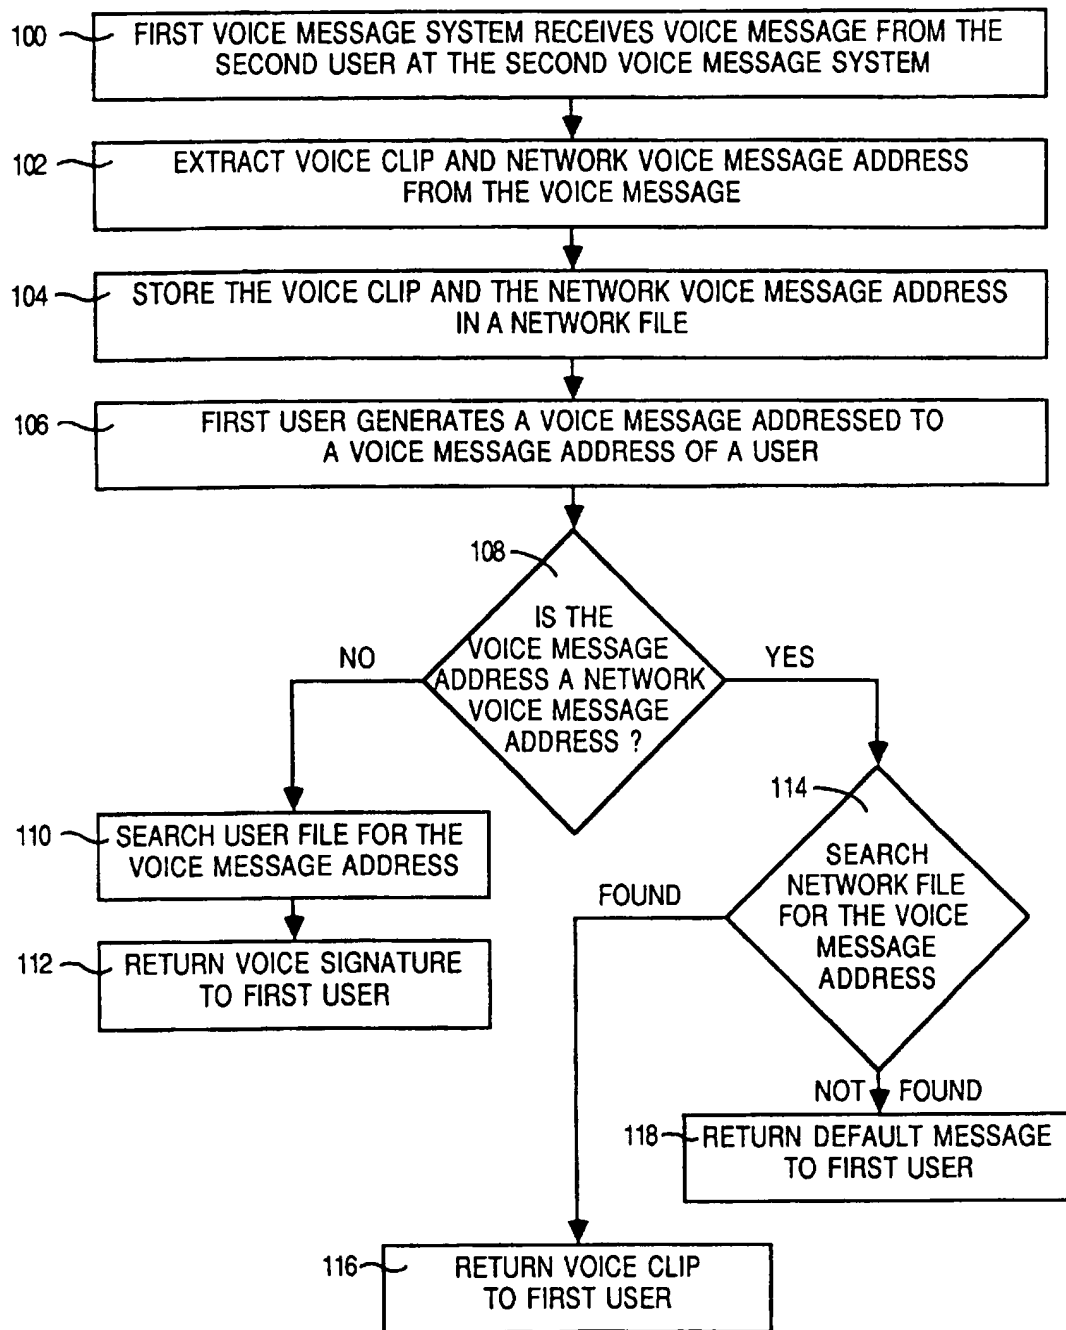 100
FIRST VOICE MESSAGE SYSTEM RECEIVES VOICE MESSAGE FROM THE
SECOND USER AT THE SECOND VOICE MESSAGE SYSTEM
102
EXTRACT VOICE CLIP AND NETWORK VOICE MESSAGE ADDRESS
FROM THE VOICE MESSAGE
104
STORE THE VOICE CLIP AND THE NETWORK VOICE MESSAGE ADDRESS
IN A NETWORK FILE
106
FIRST USER GENERATES A VOICE MESSAGE ADDRESSED TO
A VOICE MESSAGE ADDRESS OF A USER
108
IS THE
VOICE MESSAGE
ADDRESS A NETWORK
VOICE MESSAGE
ADDRESS ?
NO
YES
110
SEARCH USER FILE FOR THE
VOICE MESSAGE ADDRESS
112
RETURN VOICE SIGNATURE
TO FIRST USER
114
SEARCH
NETWORK FILE
FOR THE VOICE
MESSAGE
ADDRESS
FOUND
NOT FOUND
118
RETURN DEFAULT MESSAGE
TO FIRST USER
116
RETURN VOICE CLIP
TO FIRST USER